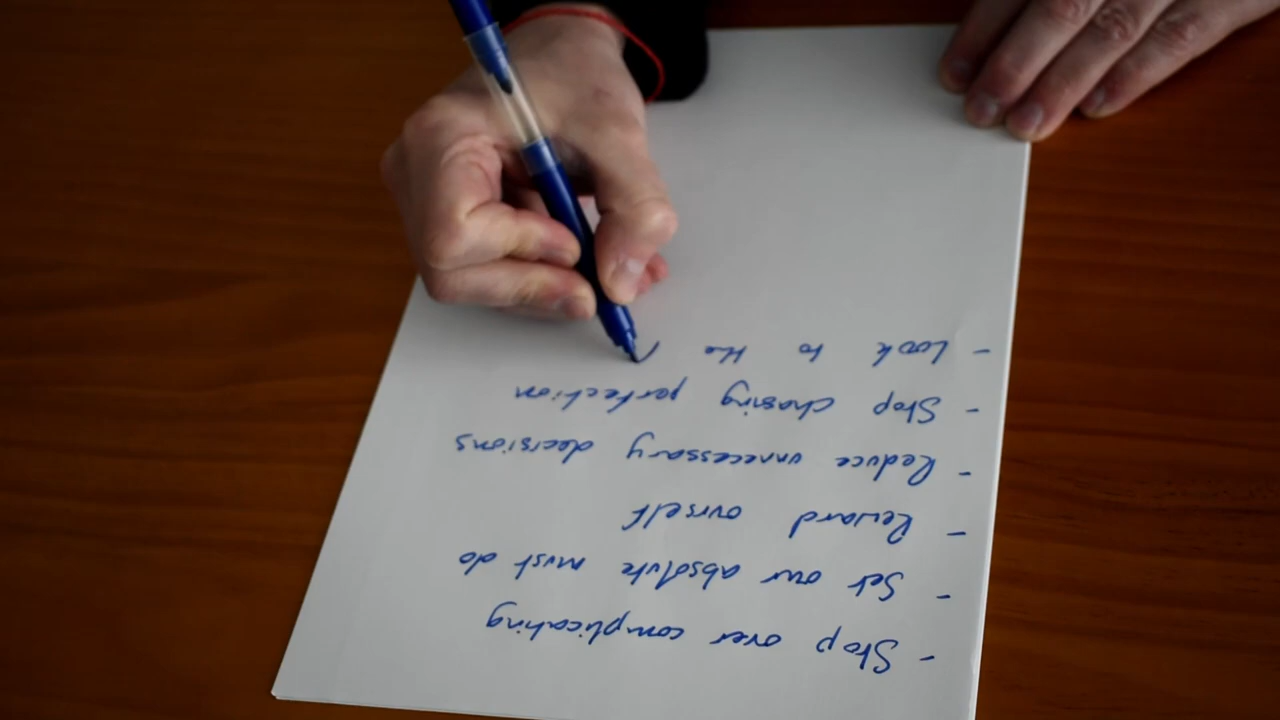 - Stop over complicating
- Set our absolute must do
- Reward ourself
- Reduce unnecessary decisions
- Stop chasing perfection
- Look to the